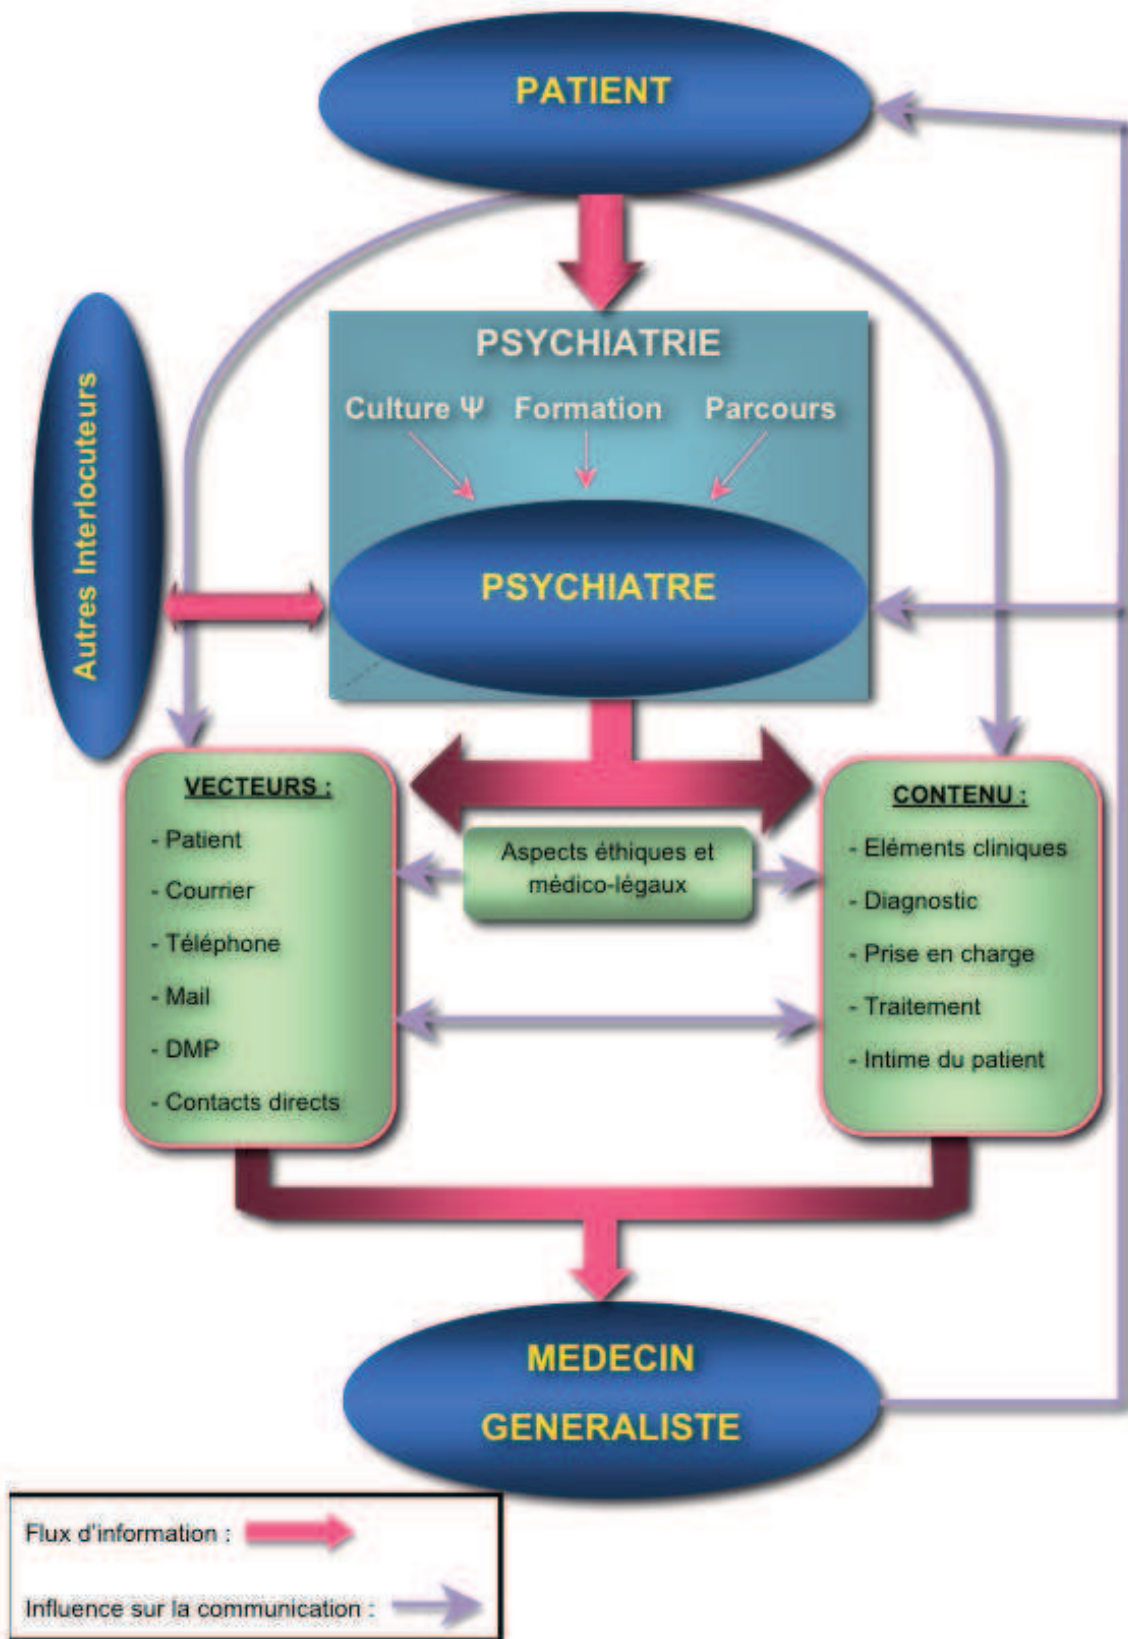 PATIENT
PSYCHIATRIE
Culture Ψ Formation Parcours
PSYCHIATRE
Autres Interlocuteurs
VECTEURS :
- Patient
- Courrier
- Téléphone
- Mail
- DMP
- Contacts directs
Aspects éthiques et
médico-légaux
CONTENU :
- Eléments cliniques
- Diagnostic
- Prise en charge
- Traitement
- Intime du patient
MEDECIN
GENERALISTE
Flux d'information :
Influence sur la communication :